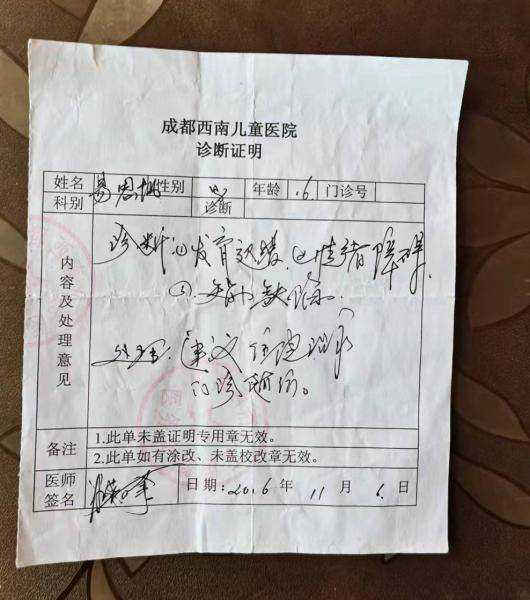 成都西南儿童医院
诊断证明
姓名 易 性别 男 年龄 6 门诊号
科别 诊断
内容及处理意见
诊断:①发育迟缓.②情绪障碍.
③.缺陷.
处理:建议住院或
门诊随访。
备注 1.此单未盖证明专用章无效。
2.此单如有涂改、未盖校改章无效。
医师签名 日期:2016年11月6日